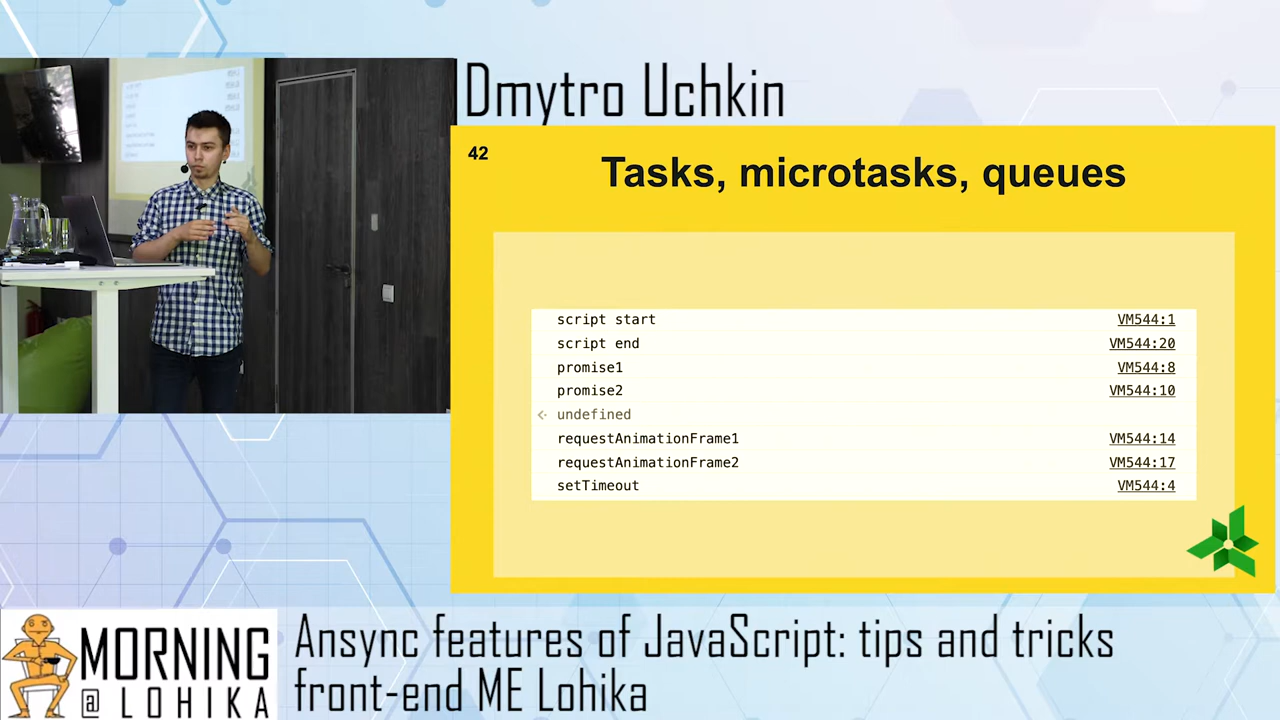 Dmytro Uchkin
42
Tasks, microtasks, queues
script start VM544:1
script end VM544:20
promise1 VM544:8
promise2 VM544:10
undefined
requestAnimationFrame1 VM544:14
requestAnimationFrame2 VM544:17
setTimeout VM544:4
MORNING
@ LOHIKA
Ansync features of JavaScript: tips and tricks
front-end ME Lohika